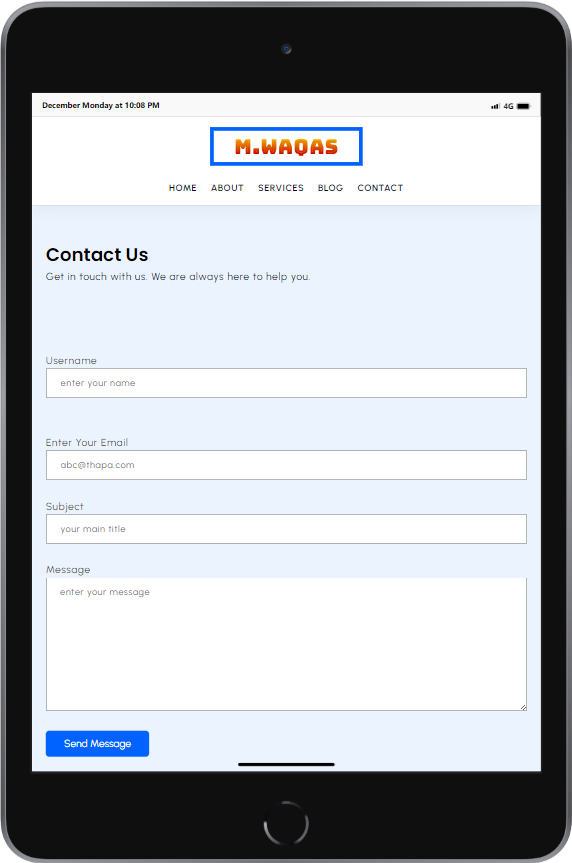 December Monday at 10:08 PM 4G
M.WAQAS
HOME ABOUT SERVICES BLOG CONTACT
Contact Us
Get in touch with us. We are always here to help you.
Username
enter your name
Enter Your Email
abc@thapa.com
Subject
your main title
Message
enter your message
Send Message